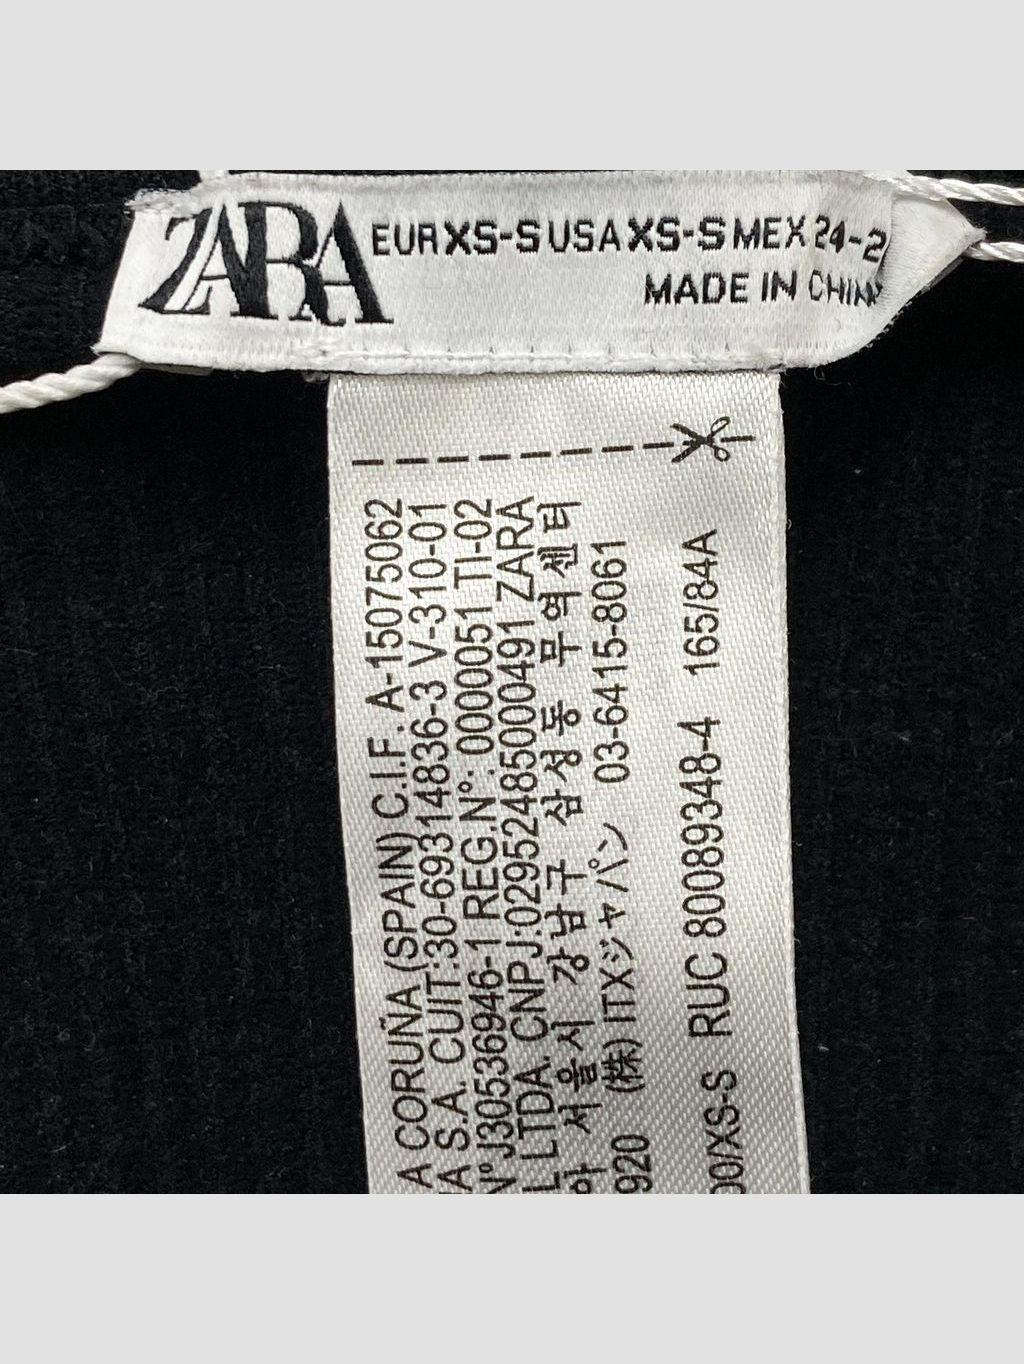 ZARA
EUR XS-S USA XS-S MEX 24-2
MADE IN CHINA
A CORUÑA (SPAIN) C.I.F. A-15075062
S.A. CUIT:30-69314836-3 V-310-01
N°J30536946-1 REG.N°: 0000051 TI-02
LTDA. CNPJ:02952485000491 ZARA
서울시 강남구 삼성동 무역센터
920 (株) ITXジャパン 03-6415-8061
00/XS-S RUC 80089348-4 165/84A